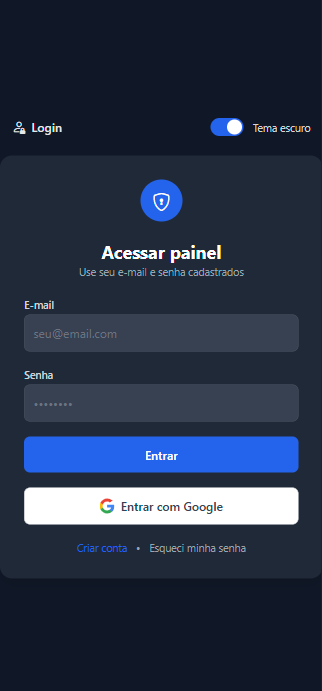 Login
Tema escuro
Acessar painel
Use seu e-mail e senha cadastrados
E-mail
seu@email.com
Senha
••••••••
Entrar
Entrar com Google
Criar conta • Esqueci minha senha